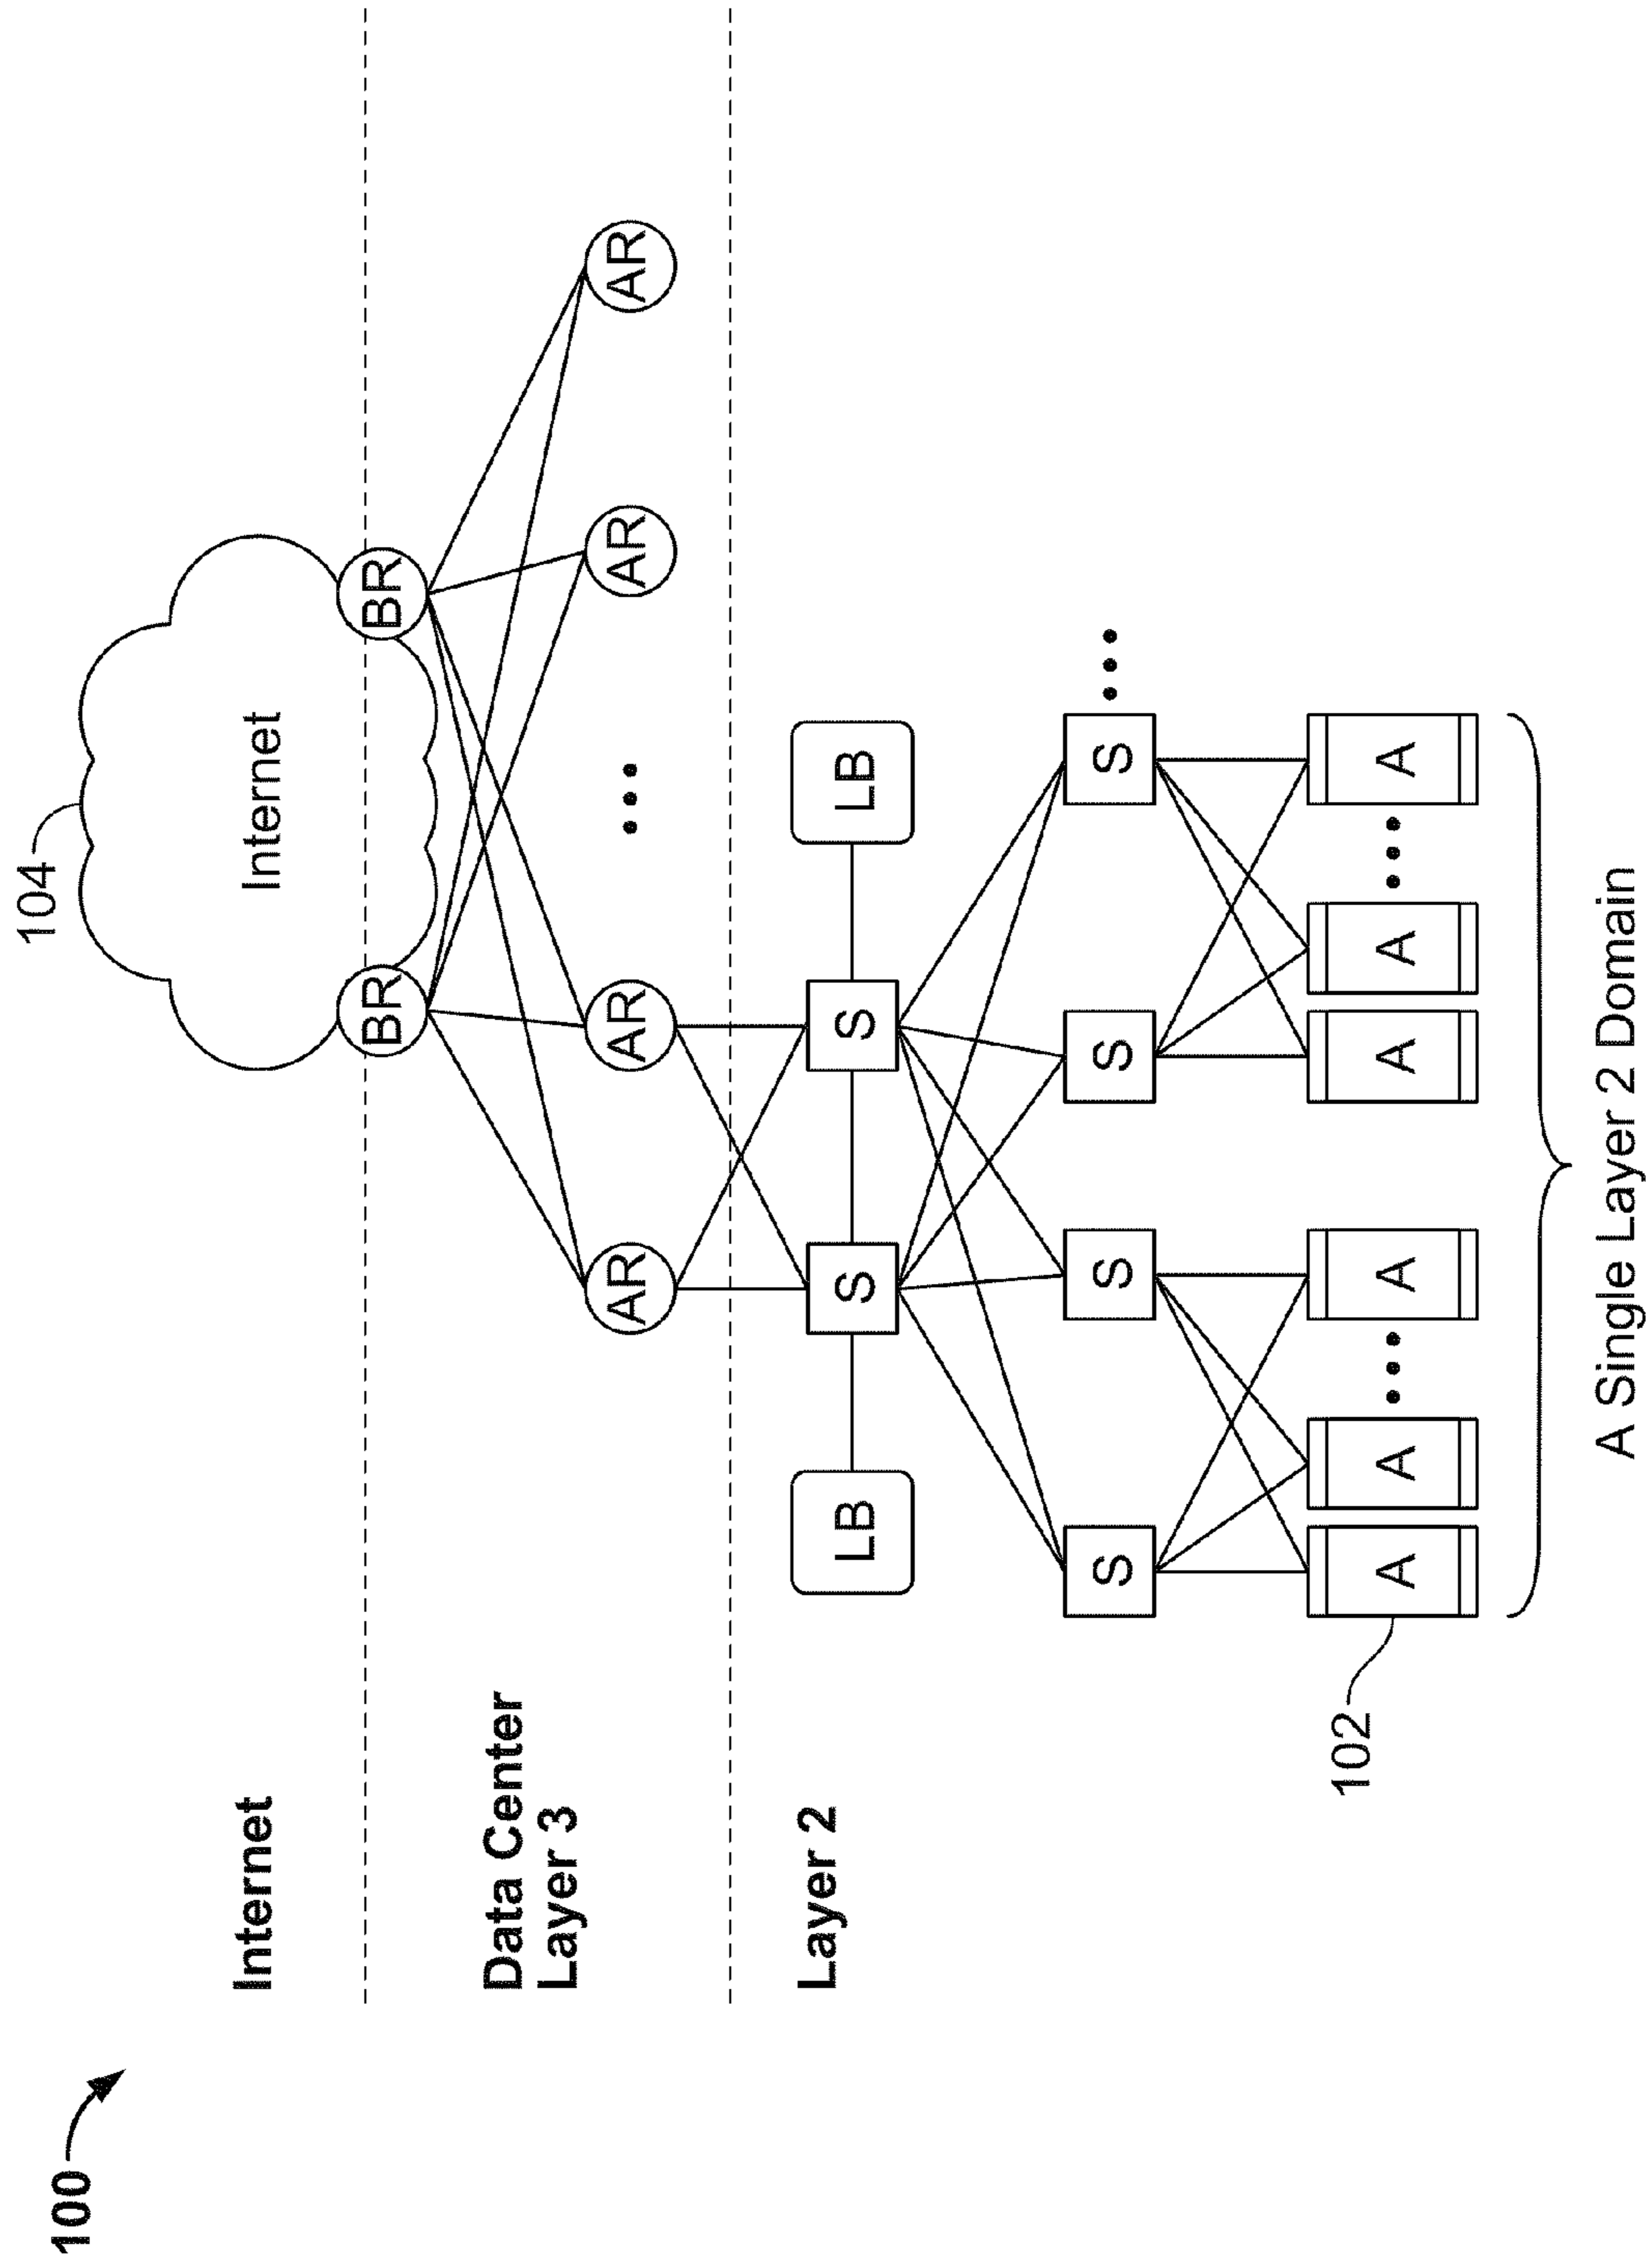 104
100
Internet
Internet
BR BR
Data Center
Layer 3
AR AR ... AR AR
Layer 2
LB S S LB
S S S S ...
102
A A ... A A A ... A
A Single Layer 2 Domain